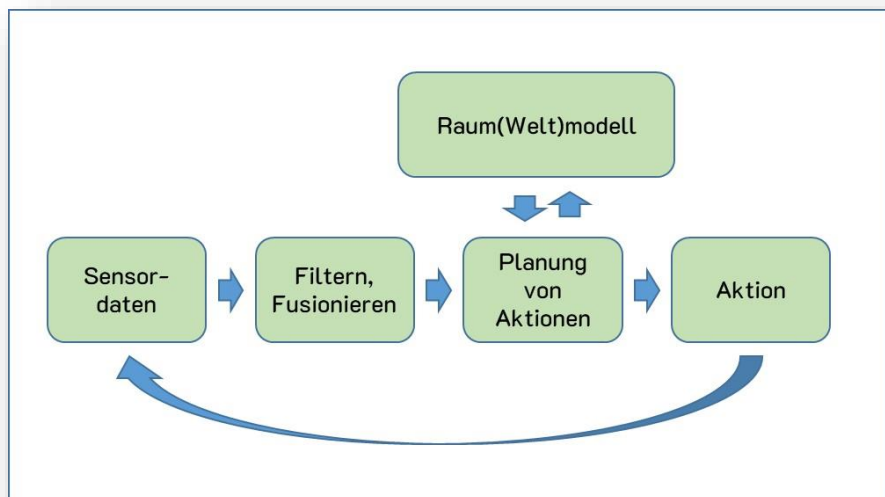 Raum(Welt)modell
Sensor-
daten
Filtern,
Fusionieren
Planung
von
Aktionen
Aktion